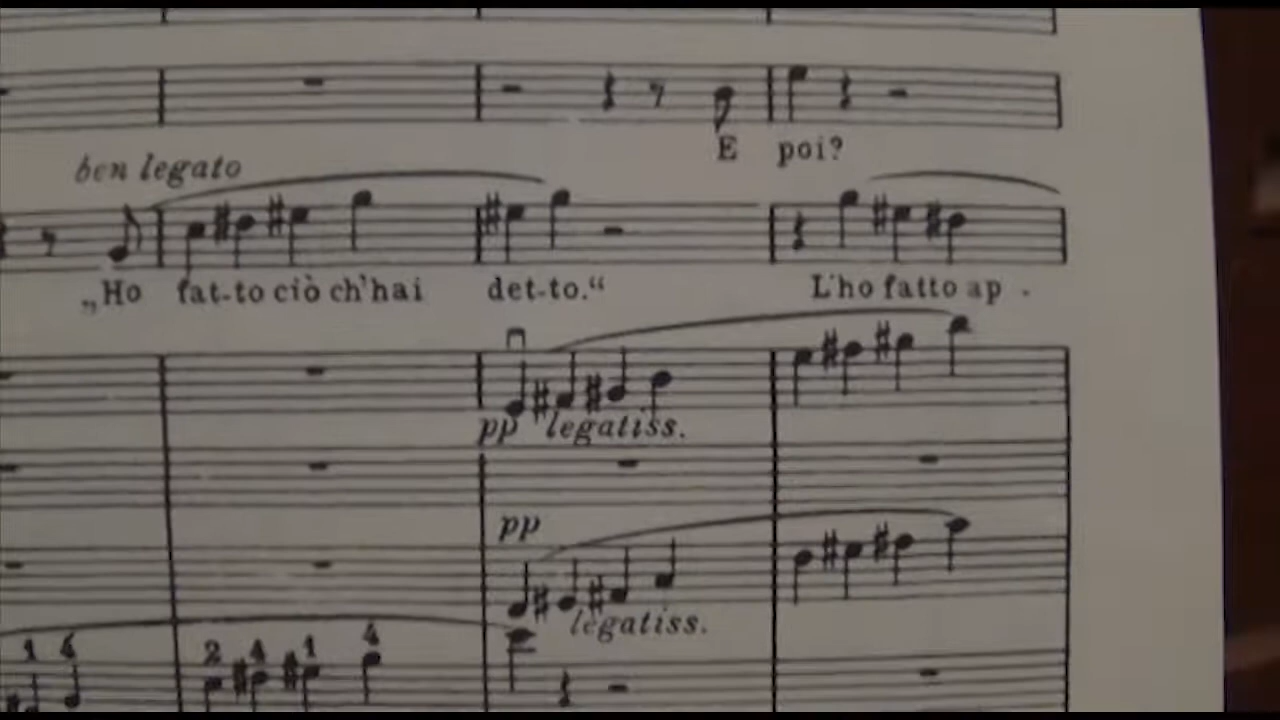 E poi?
ben legato
„Ho fat-to ciò ch'hai det-to.“ L'ho fatto ap -
pp legatiss.
pp
legatiss.
1 4 2 4 1 4